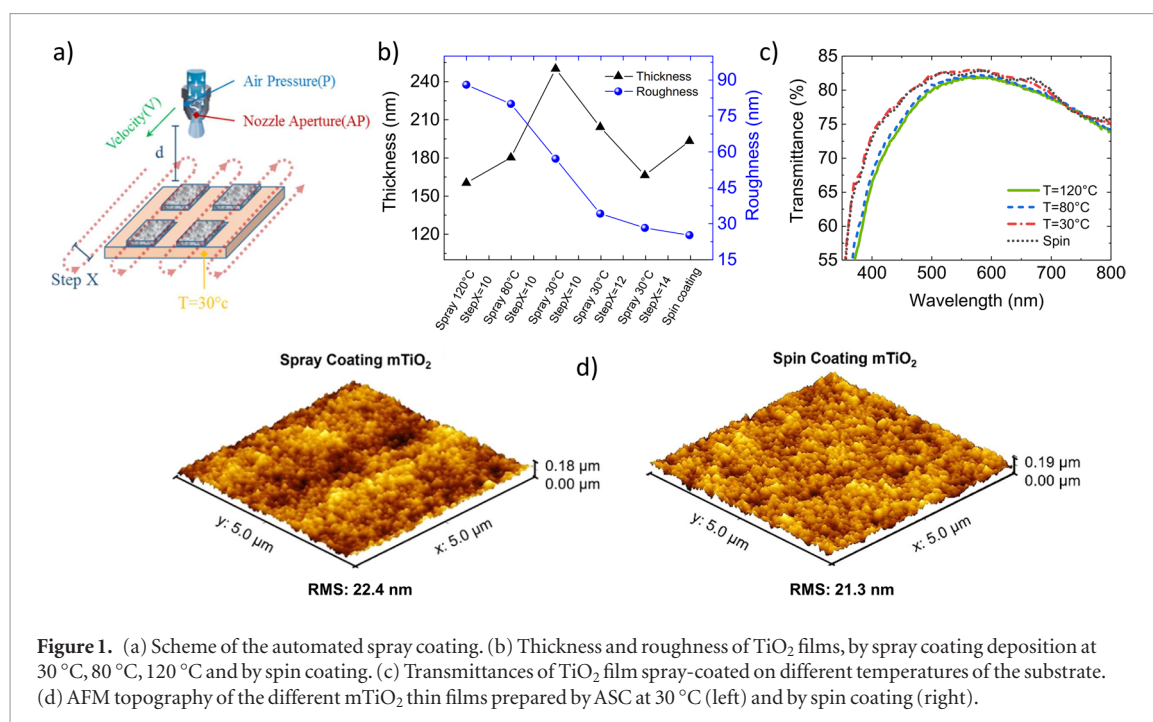 a)
Air Pressure(P)
Velocity(V)
Nozzle Aperture(AP)
d
Step X
T=30°c
b)
Thickness
Roughness
Thickness (nm)
240
210
180
150
120
Roughness (nm)
90
75
60
45
30
15
Spray 120°C
StepX=10
Spray 80°C
StepX=10
Spray 30°C
StepX=10
Spray 30°C
StepX=12
Spray 30°C
StepX=14
Spin coating
c)
Transmittance (%)
85
80
75
70
65
60
55
T=120°C
T=80°C
T=30°C
Spin
400 500 600 700 800
Wavelength (nm)
Spray Coating mTiO₂
d)
Spin Coating mTiO₂
0.18 µm
0.00 µm
y: 5.0 µm
x: 5.0 µm
RMS: 22.4 nm
0.19 µm
0.00 µm
y: 5.0 µm
x: 5.0 µm
RMS: 21.3 nm
Figure 1. (a) Scheme of the automated spray coating. (b) Thickness and roughness of TiO₂ films, by spray coating deposition at
30 °C, 80 °C, 120 °C and by spin coating. (c) Transmittances of TiO₂ film spray-coated on different temperatures of the substrate.
(d) AFM topography of the different mTiO₂ thin films prepared by ASC at 30 °C (left) and by spin coating (right).